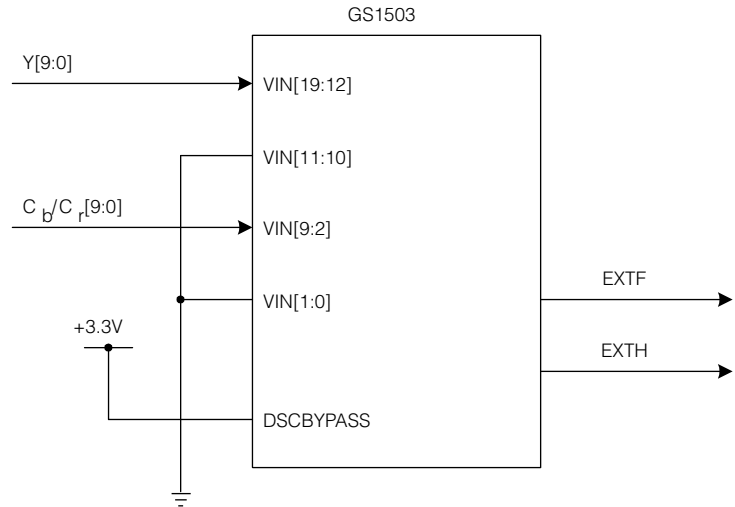 GS1503
Y[9:0]
VIN[19:12]
VIN[11:10]
C b/C r[9:0]
VIN[9:2]
EXTF
VIN[1:0]
+3.3V
EXTH
DSCBYPASS